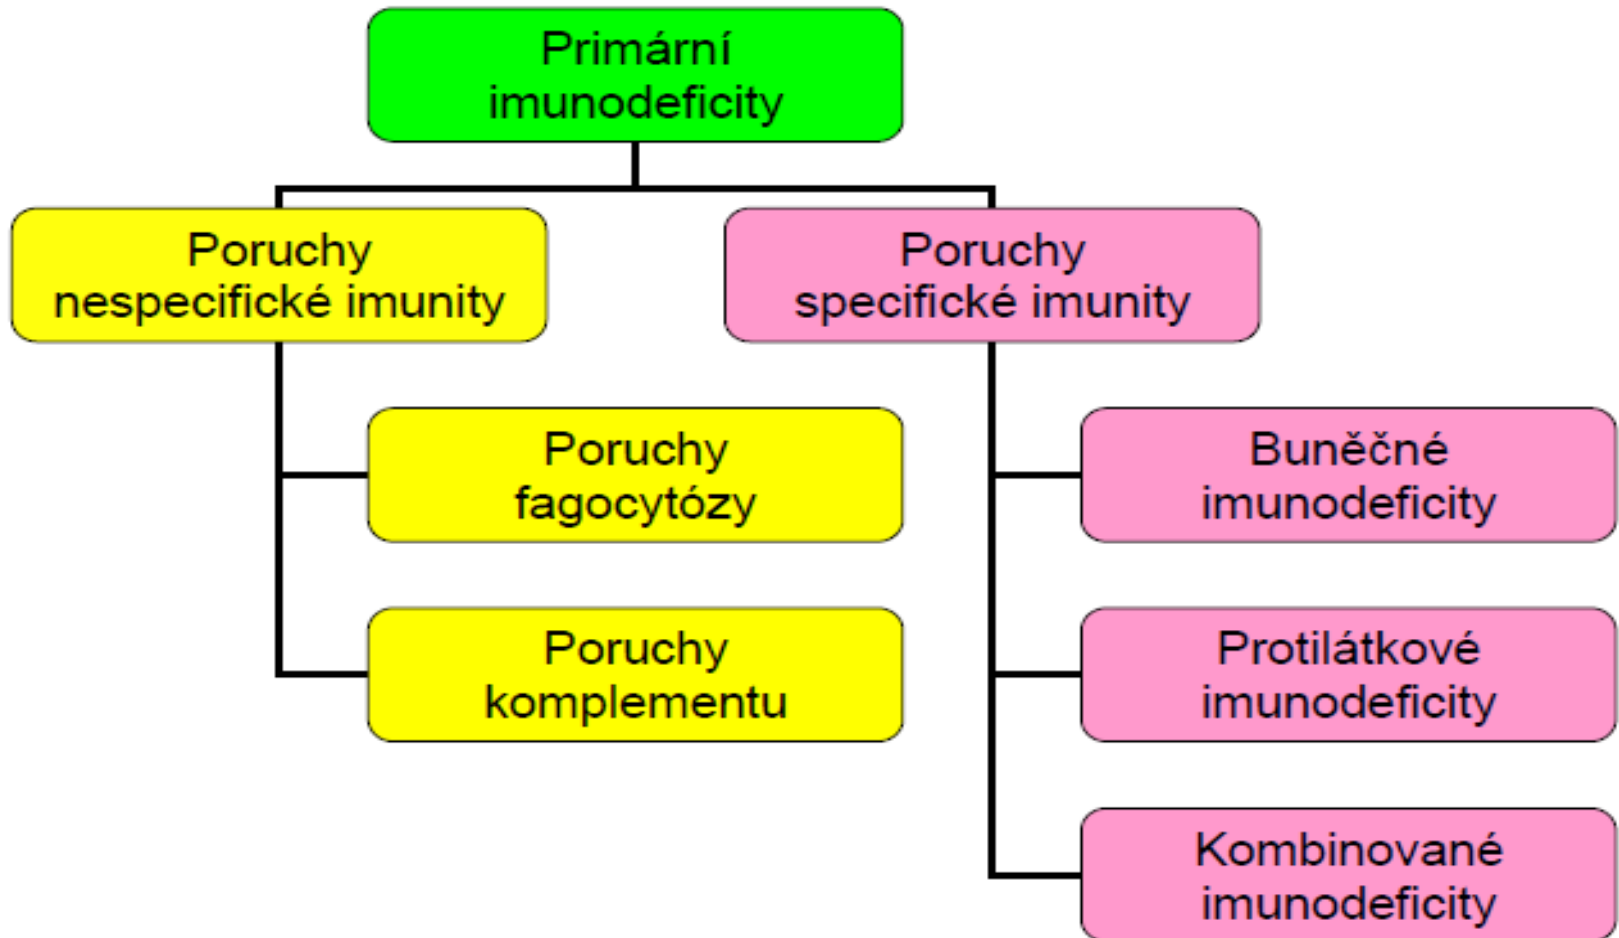 Primární
imunodeficity
Poruchy
nespecifické imunity
Poruchy
specifické imunity
Poruchy
fagocytózy
Poruchy
komplementu
Buněčné
imunodeficity
Protilátkové
imunodeficity
Kombinované
imunodeficity